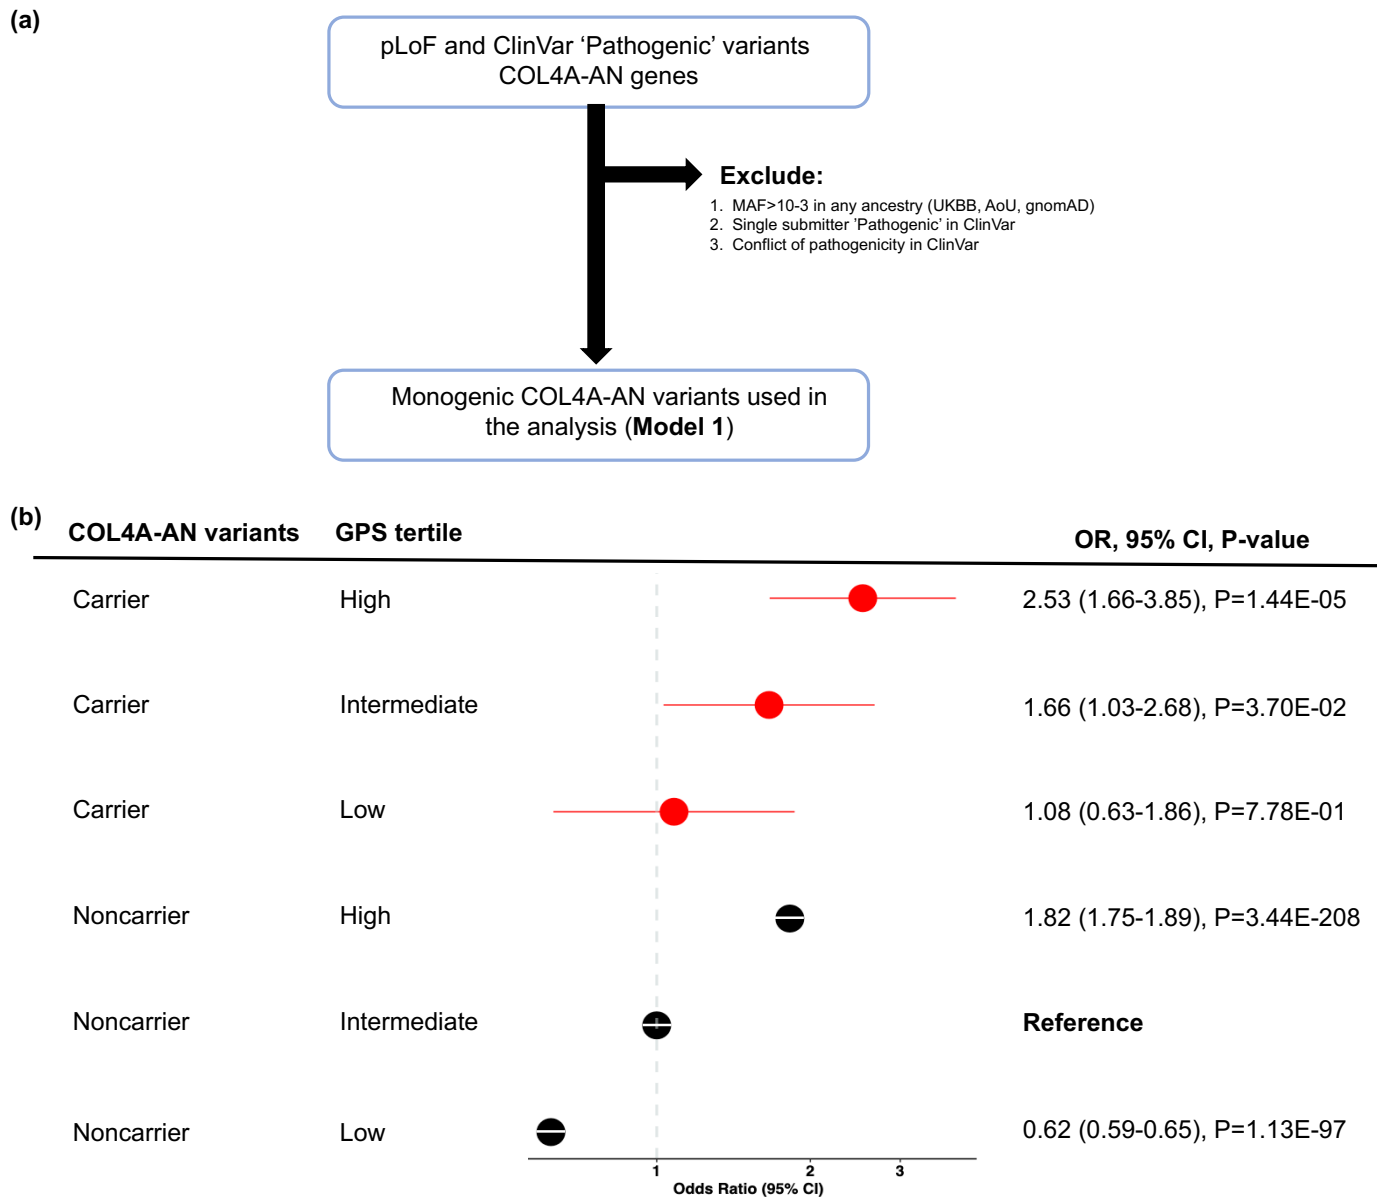 (a)
pLoF and ClinVar ‘Pathogenic’ variants
COL4A-AN genes
Exclude:
1. MAF>10-3 in any ancestry (UKBB, AoU, gnomAD)
2. Single submitter ’Pathogenic’ in ClinVar
3. Conflict of pathogenicity in ClinVar
Monogenic COL4A-AN variants used in
the analysis (Model 1)
(b)
COL4A-AN variants GPS tertile OR, 95% CI, P-value
Carrier High 2.53 (1.66-3.85), P=1.44E-05
Carrier Intermediate 1.66 (1.03-2.68), P=3.70E-02
Carrier Low 1.08 (0.63-1.86), P=7.78E-01
Noncarrier High 1.82 (1.75-1.89), P=3.44E-208
Noncarrier Intermediate Reference
Noncarrier Low 0.62 (0.59-0.65), P=1.13E-97
1 2 3
Odds Ratio (95% CI)